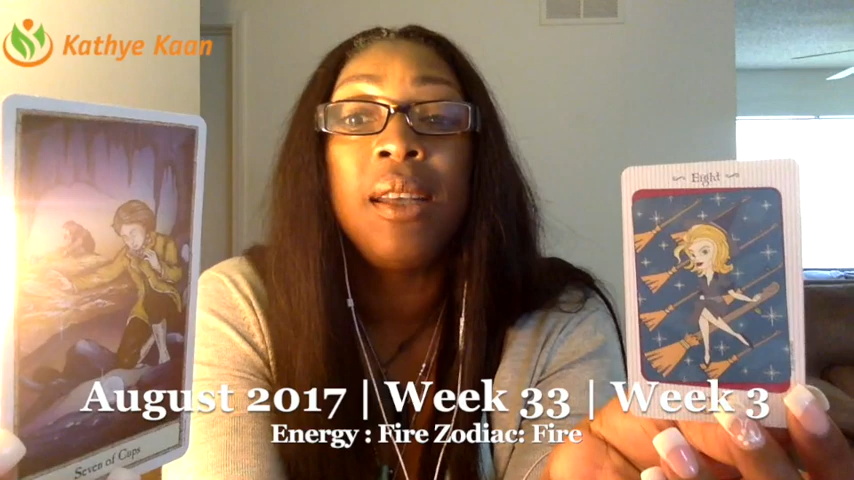 Kathye Kaan
~ Eight ~
August 2017 | Week 33 | Week 3
Energy : Fire Zodiac: Fire
Seven of Cups